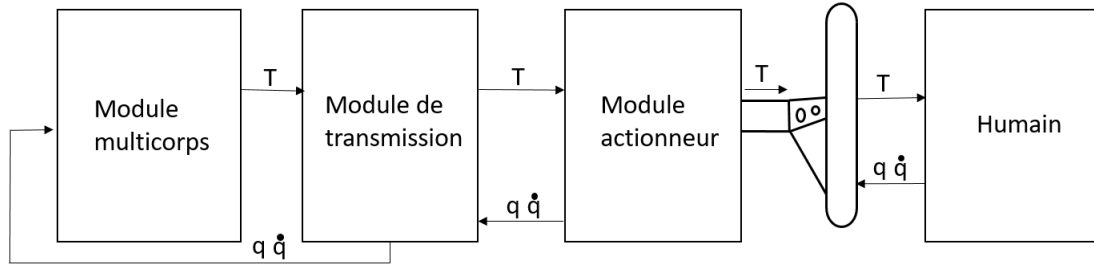 Module
multicorps
T
Module de
transmission
T
Module
actionneur
T
T
Humain
q q̇
q q̇
q q̇